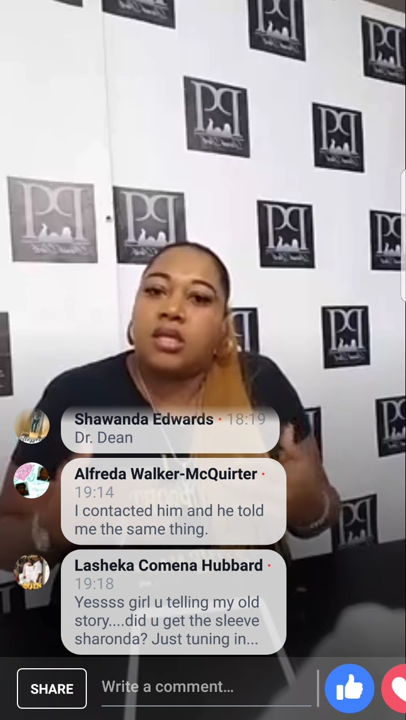 Shawanda Edwards · 18:19
Dr. Dean
Alfreda Walker-McQuirter ·
19:14
I contacted him and he told
me the same thing.
Lasheka Comena Hubbard ·
19:18
Yessss girl u telling my old
story....did u get the sleeve
sharonda? Just tuning in...
SHARE
Write a comment...